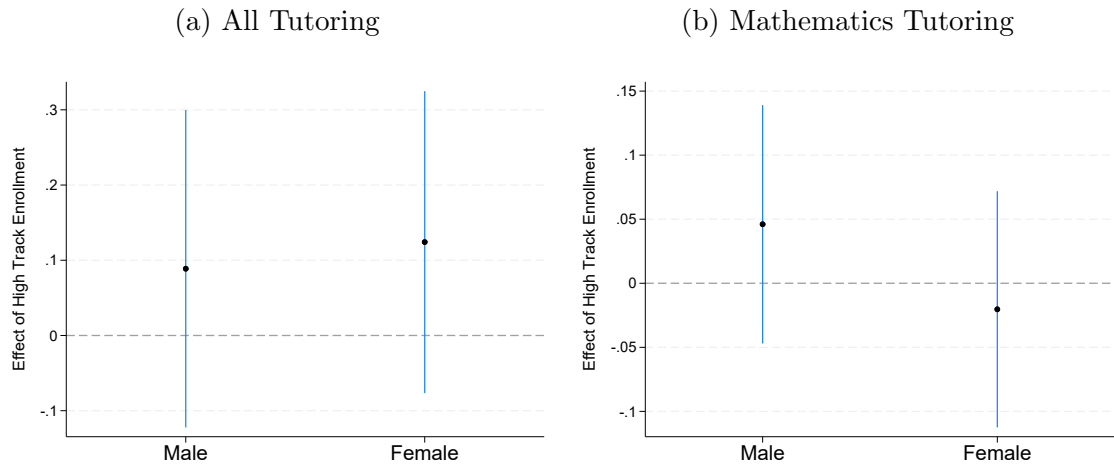 (a) All Tutoring
Effect of High Track Enrollment
.3
.2
.1
0
-.1
Male Female
(b) Mathematics Tutoring
Effect of High Track Enrollment
.15
.1
.05
0
-.05
-.1
Male Female